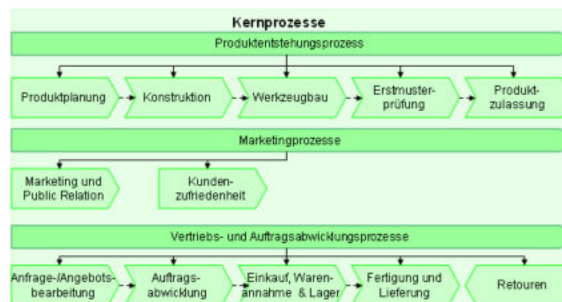 Kernprozesse
Produktentstehungsprozess
Produktplanung
Konstruktion
Werkzeugbau
Erstmuster-
prüfung
Produkt-
zulassung
Marketingprozesse
Marketing und
Public Relation
Kunden-
zufriedenheit
Vertriebs- und Auftragsabwicklungsprozesse
Anfrage-/Angebots-
bearbeitung
Auftrags-
abwicklung
Einkauf, Waren-
annahme & Lager
Fertigung und
Lieferung
Retouren